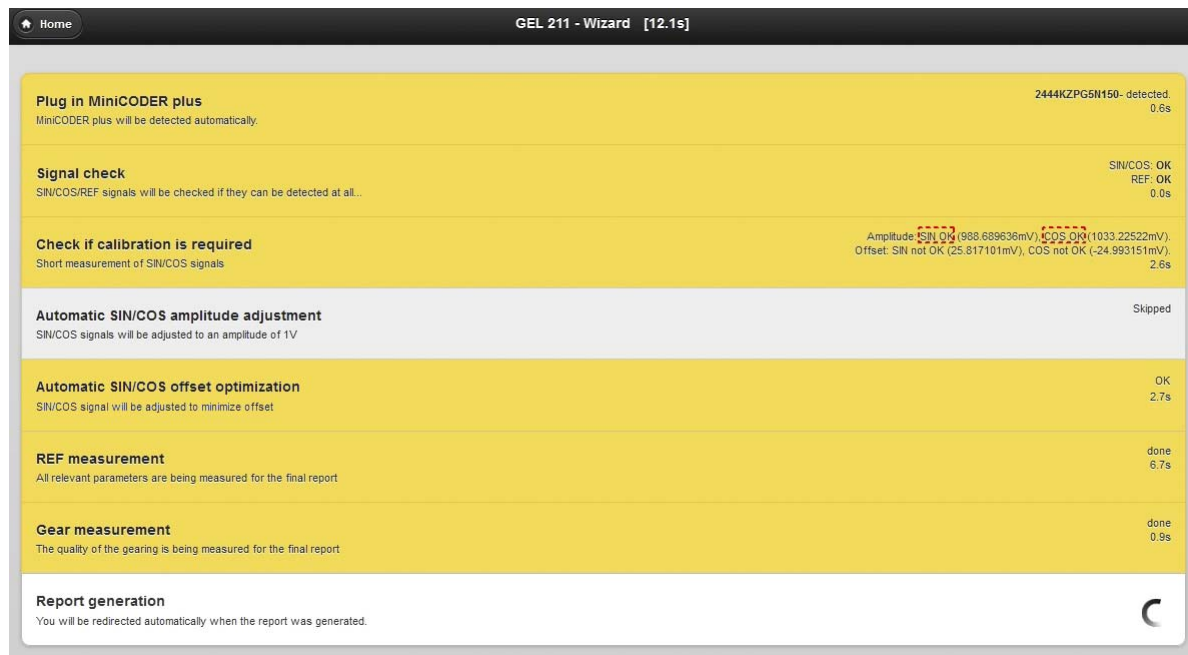 Home
GEL 211 - Wizard [12.1s]
Plug in MiniCODER plus
MiniCODER plus will be detected automatically.
2444KZPG5N150- detected.
0.6s
Signal check
SIN/COS/REF signals will be checked if they can be detected at all...
SIN/COS: OK
REF: OK
0.0s
Check if calibration is required
Short measurement of SIN/COS signals
Amplitude: SIN OK (988.689636mV), COS OK (1033.22522mV).
Offset: SIN not OK (25.817101mV), COS not OK (-24.993151mV).
2.6s
Automatic SIN/COS amplitude adjustment
SIN/COS signals will be adjusted to an amplitude of 1V
Skipped
Automatic SIN/COS offset optimization
SIN/COS signal will be adjusted to minimize offset
OK
2.7s
REF measurement
All relevant parameters are being measured for the final report
done
6.7s
Gear measurement
The quality of the gearing is being measured for the final report
done
0.9s
Report generation
You will be redirected automatically when the report was generated.